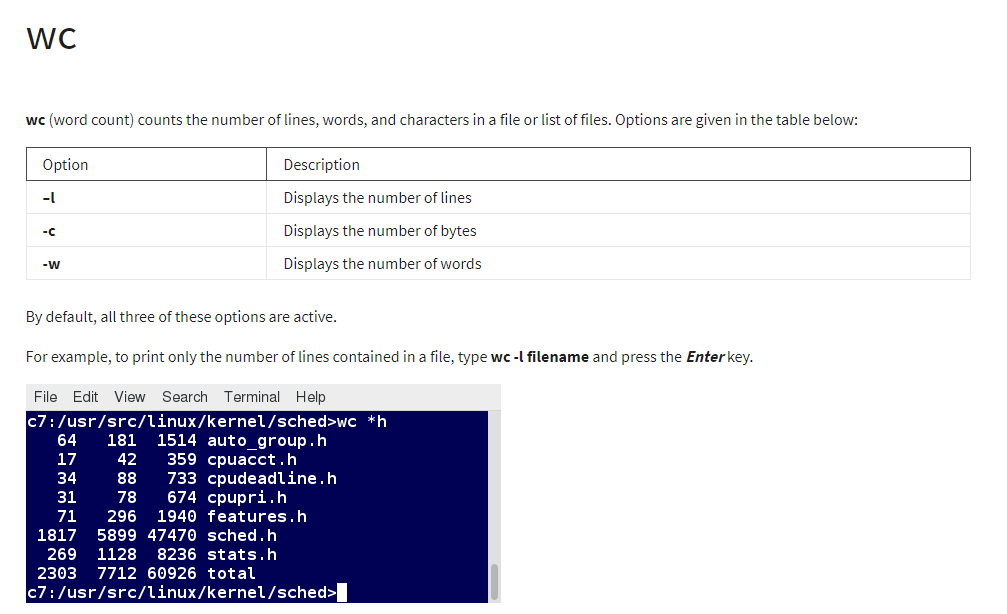 wc
wc (word count) counts the number of lines, words, and characters in a file or list of files. Options are given in the table below:
Option Description
–l Displays the number of lines
-c Displays the number of bytes
-w Displays the number of words
By default, all three of these options are active.
For example, to print only the number of lines contained in a file, type wc -l filename and press the Enter key.
File Edit View Search Terminal Help
c7:/usr/src/linux/kernel/sched>wc *h
64 181 1514 auto_group.h
17 42 359 cpuacct.h
34 88 733 cpudeadline.h
31 78 674 cpupri.h
71 296 1940 features.h
1817 5899 47470 sched.h
269 1128 8236 stats.h
2303 7712 60926 total
c7:/usr/src/linux/kernel/sched>